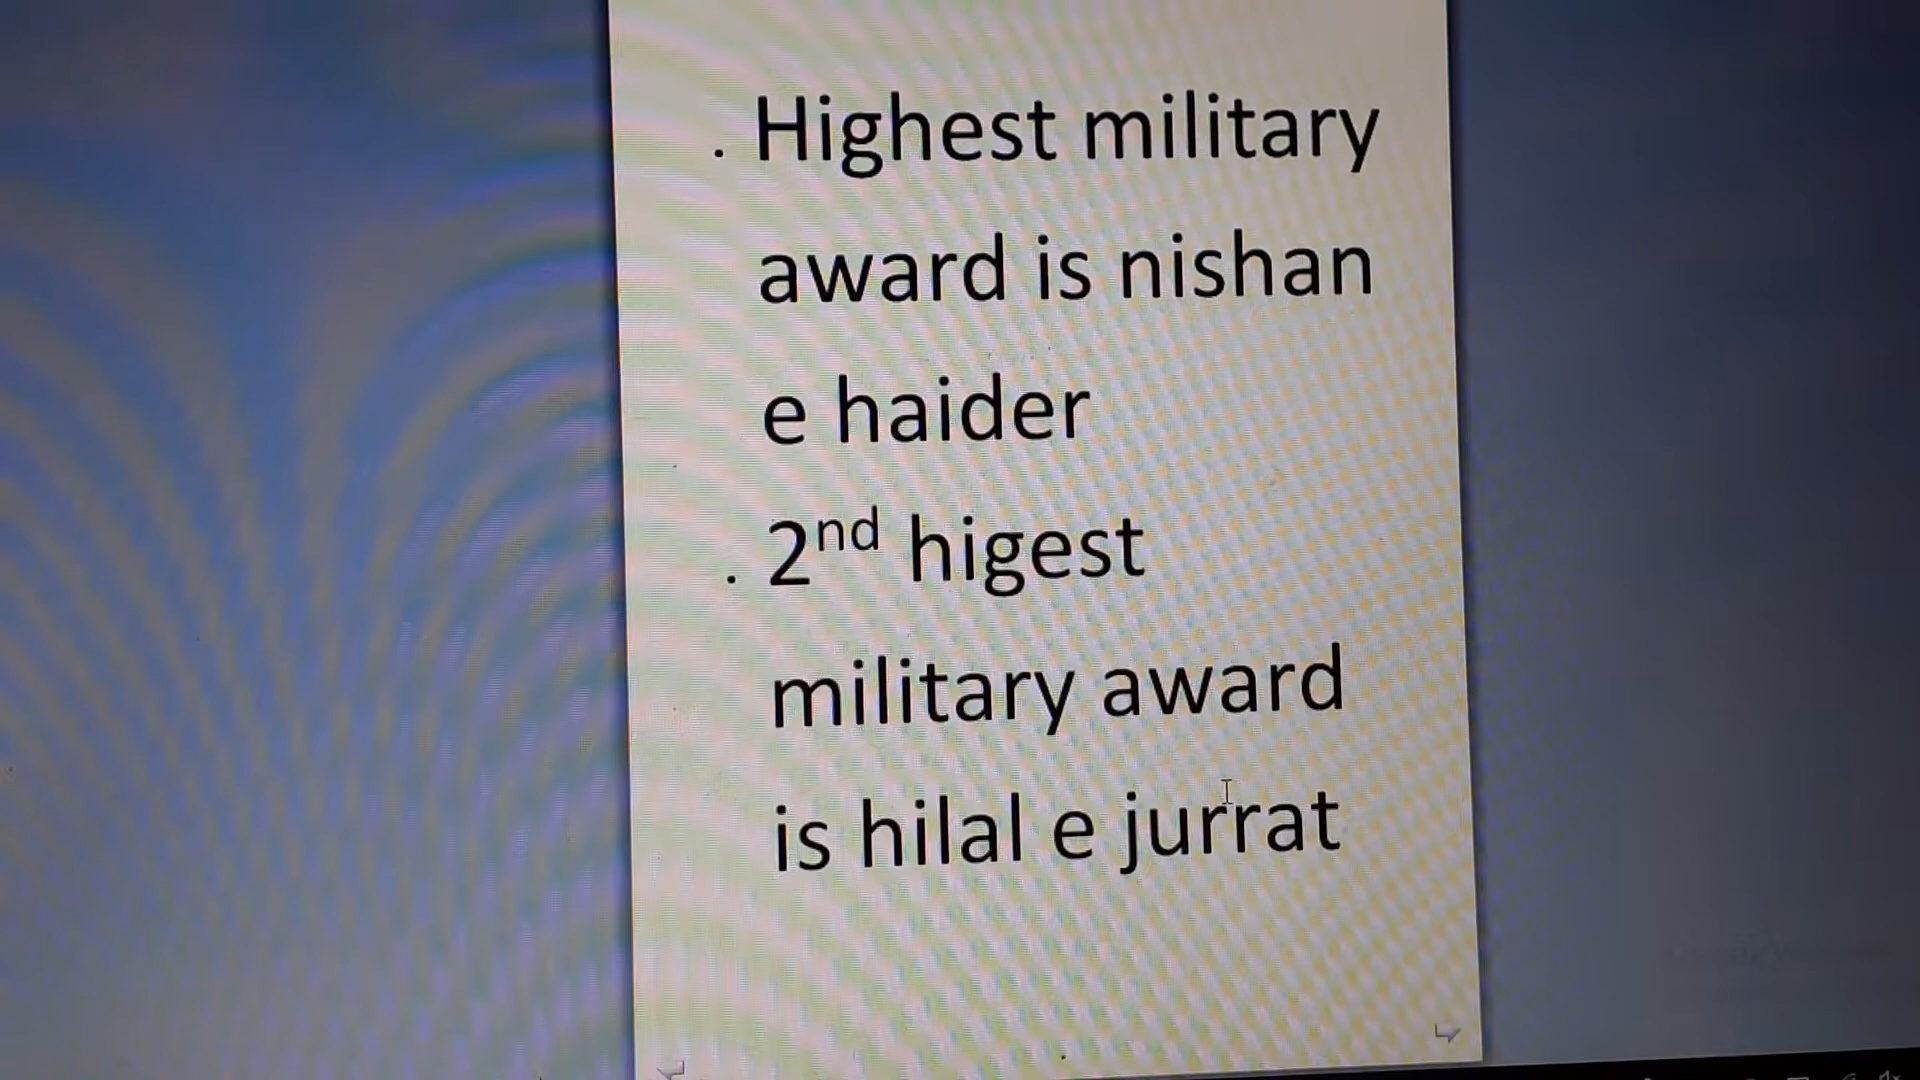 . Highest military
award is nishan
e haider
. 2nd higest
military award
is hilal e jurrat